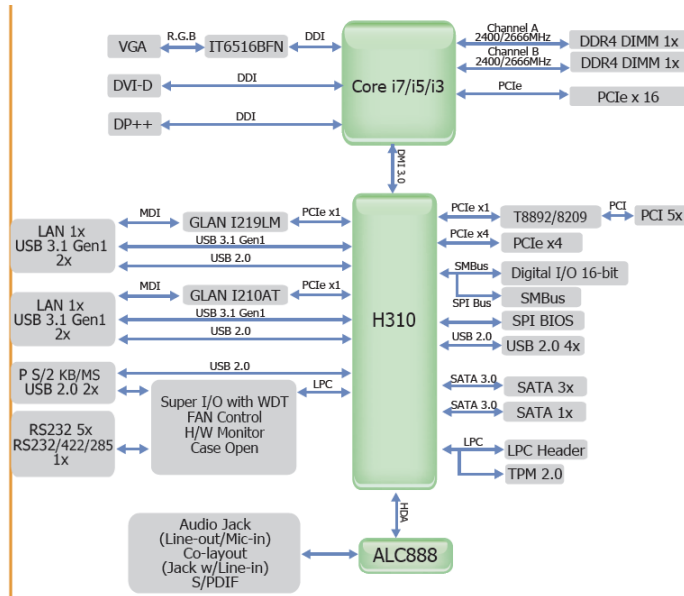 VGA
R.G.B
IT6516BFN
DDI
DVI-D
DDI
DP++
DDI
Core i7/i5/i3
Channel A
2400/2666MHz
DDR4 DIMM 1x
Channel B
2400/2666MHz
DDR4 DIMM 1x
PCIe
PCIe x 16
DMI 3.0
H310
LAN 1x
USB 3.1 Gen1
2x
MDI
GLAN I219LM
PCIe x1
USB 3.1 Gen1
USB 2.0
LAN 1x
USB 3.1 Gen1
2x
MDI
GLAN I210AT
PCIe x1
USB 3.1 Gen1
USB 2.0
P S/2 KB/MS
USB 2.0 2x
USB 2.0
RS232 5x
RS232/422/285
1x
Super I/O with WDT
FAN Control
H/W Monitor
Case Open
LPC
PCIe x1
T8892/8209
PCI
PCI 5x
PCIe x4
PCIe x4
SMBus
Digital I/O 16-bit
SPI Bus
SMBus
SPI BIOS
USB 2.0
USB 2.0 4x
SATA 3.0
SATA 3x
SATA 3.0
SATA 1x
LPC
LPC Header
TPM 2.0
HDA
ALC888
Audio Jack
(Line-out/Mic-in)
Co-layout
(Jack w/Line-in)
S/PDIF